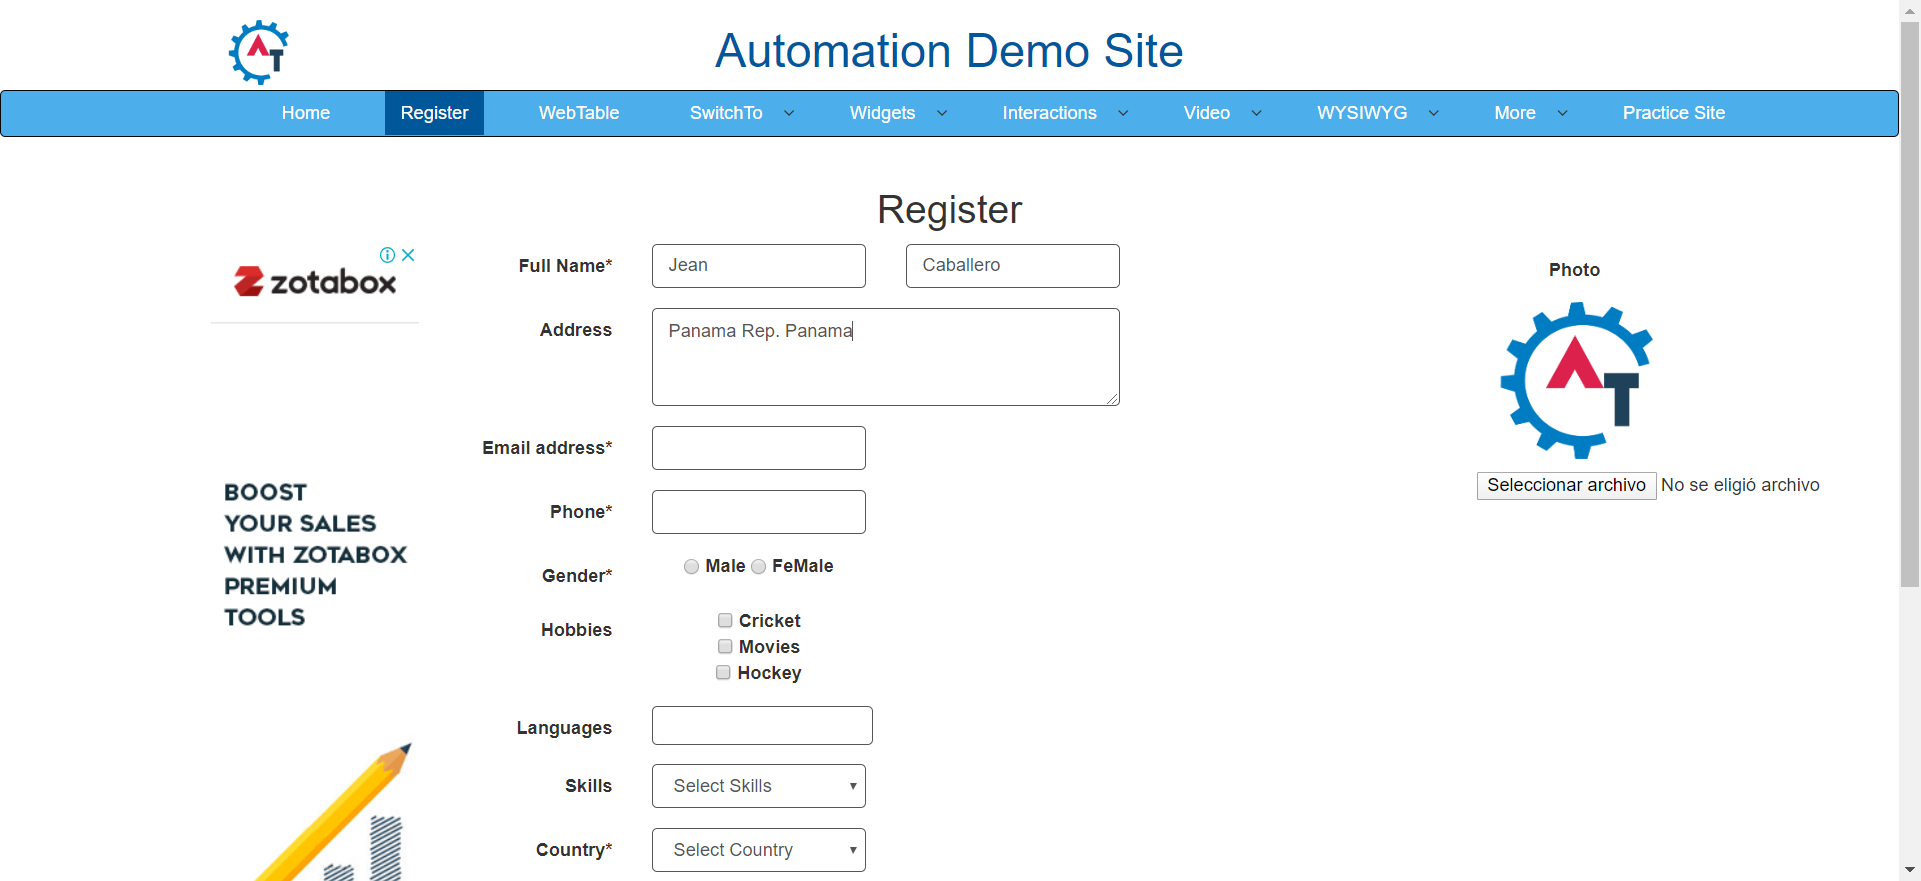 Automation Demo Site
Home Register WebTable SwitchTo Widgets Interactions Video WYSIWYG More Practice Site
Register
zotabox
BOOST
YOUR SALES
WITH ZOTABOX
PREMIUM
TOOLS
Full Name* Jean Caballero
Address Panama Rep. Panama
Email address*
Phone*
Gender* Male FeMale
Hobbies Cricket
Movies
Hockey
Languages
Skills Select Skills
Country* Select Country
Photo
AT
Seleccionar archivo No se eligió archivo